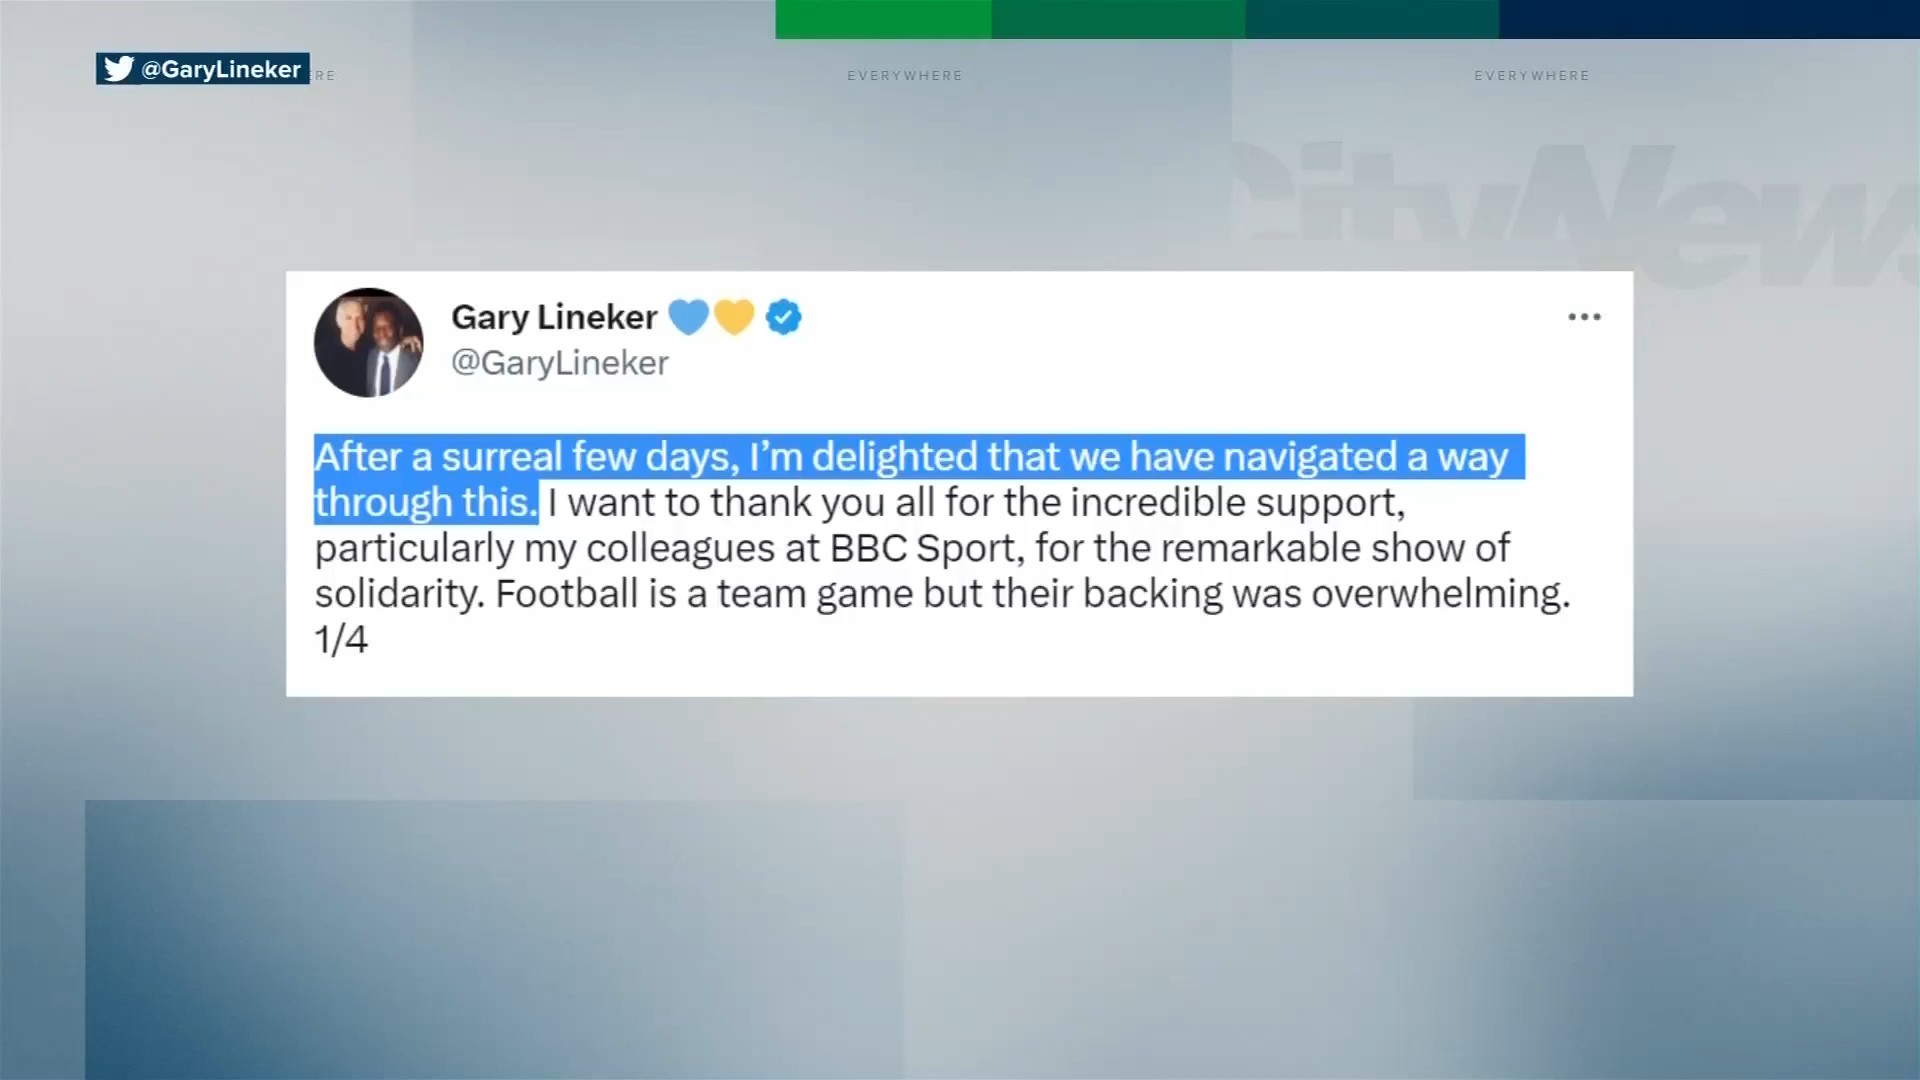 @GaryLineker
RE
EVERYWHERE
EVERYWHERE
CityNews
Gary Lineker 💙💛
@GaryLineker
After a surreal few days, I’m delighted that we have navigated a way
through this. I want to thank you all for the incredible support,
particularly my colleagues at BBC Sport, for the remarkable show of
solidarity. Football is a team game but their backing was overwhelming.
1/4